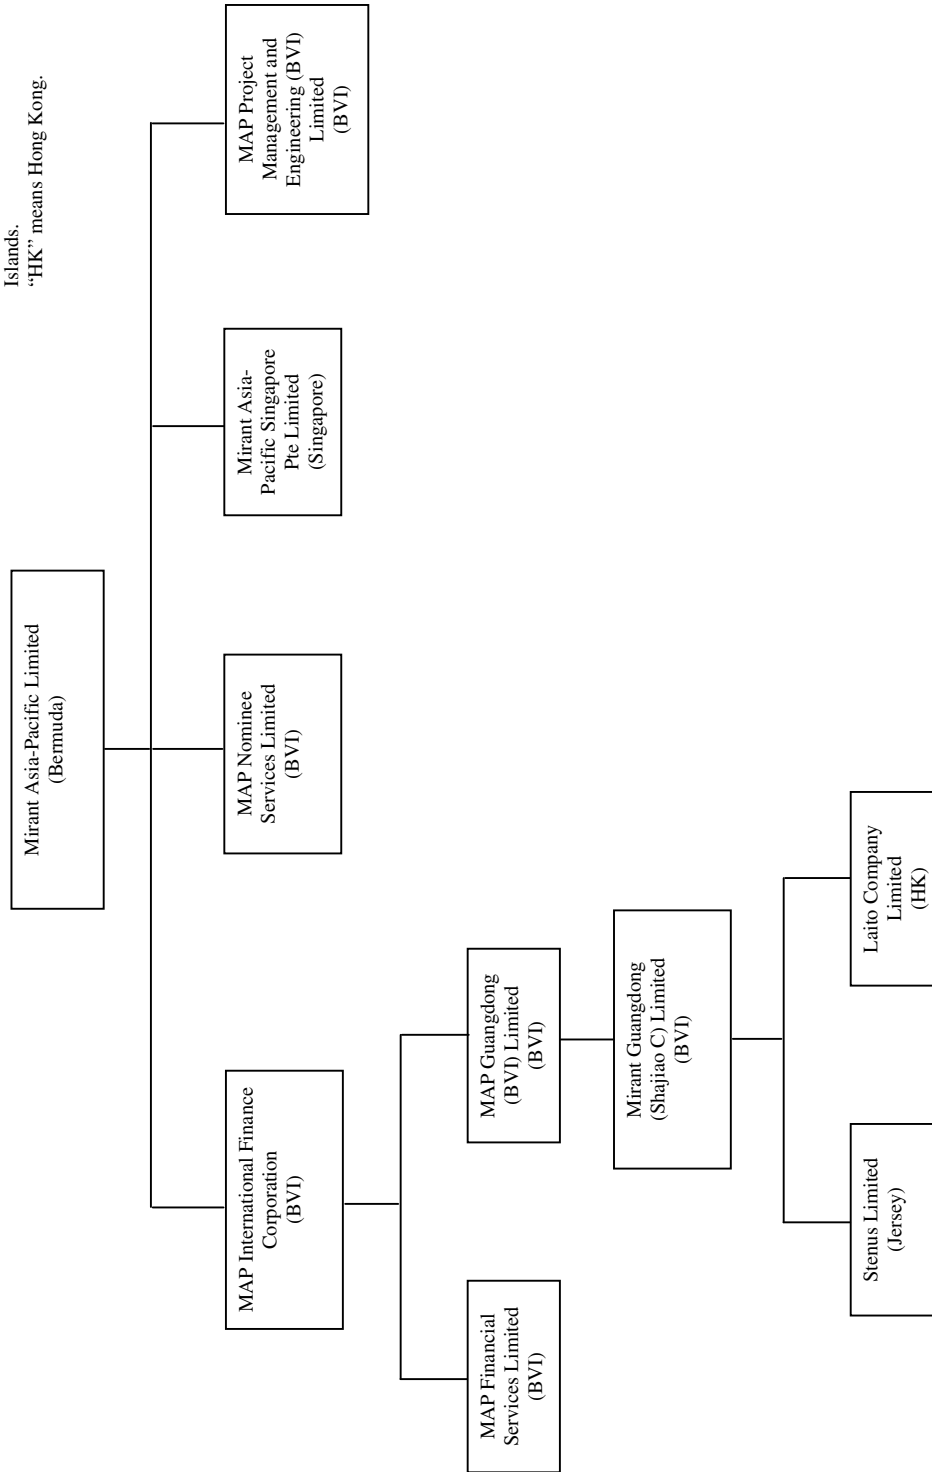 Islands.
“HK” means Hong Kong.
Mirant Asia-Pacific Limited
(Bermuda)
MAP International Finance
Corporation
(BVI)
MAP Nominee
Services Limited
(BVI)
Mirant Asia-
Pacific Singapore
Pte Limited
(Singapore)
MAP Project
Management and
Engineering (BVI)
Limited
(BVI)
MAP Financial
Services Limited
(BVI)
MAP Guangdong
(BVI) Limited
(BVI)
Mirant Guangdong
(Shajiao C) Limited
(BVI)
Stenus Limited
(Jersey)
Laito Company
Limited
(HK)